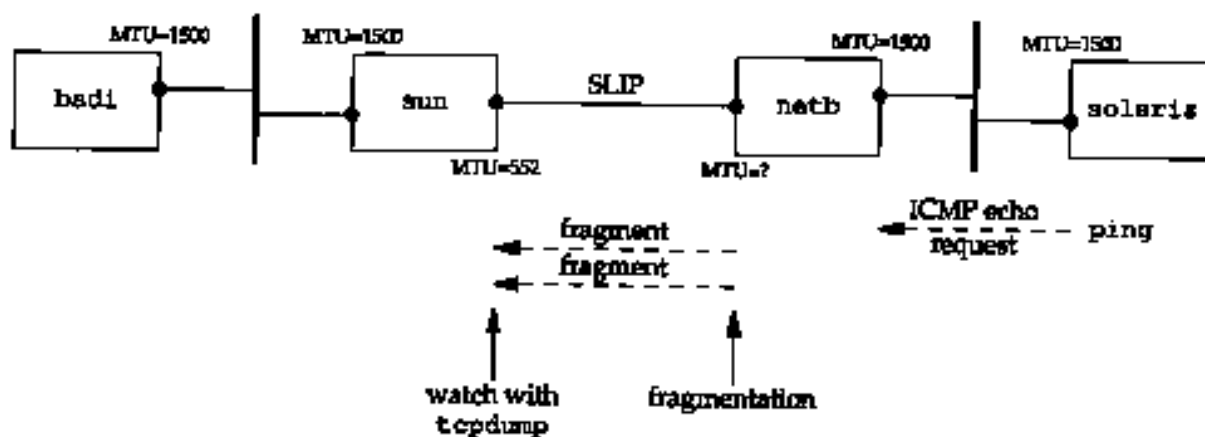 MTU=1500
MTU=1500
MTU=1500
MTU=1500
badi
sun
SLIP
netb
solaris
MTU=552
MTU=?
ICMP echo
request
ping
fragment
fragment
watch with
tcpdump
fragmentation